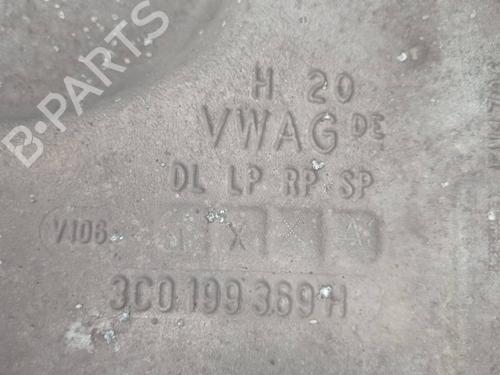 B-PARTS
H 20
VWAG DE
DL LP RP SP
V106 X A
3C0 199 369 H